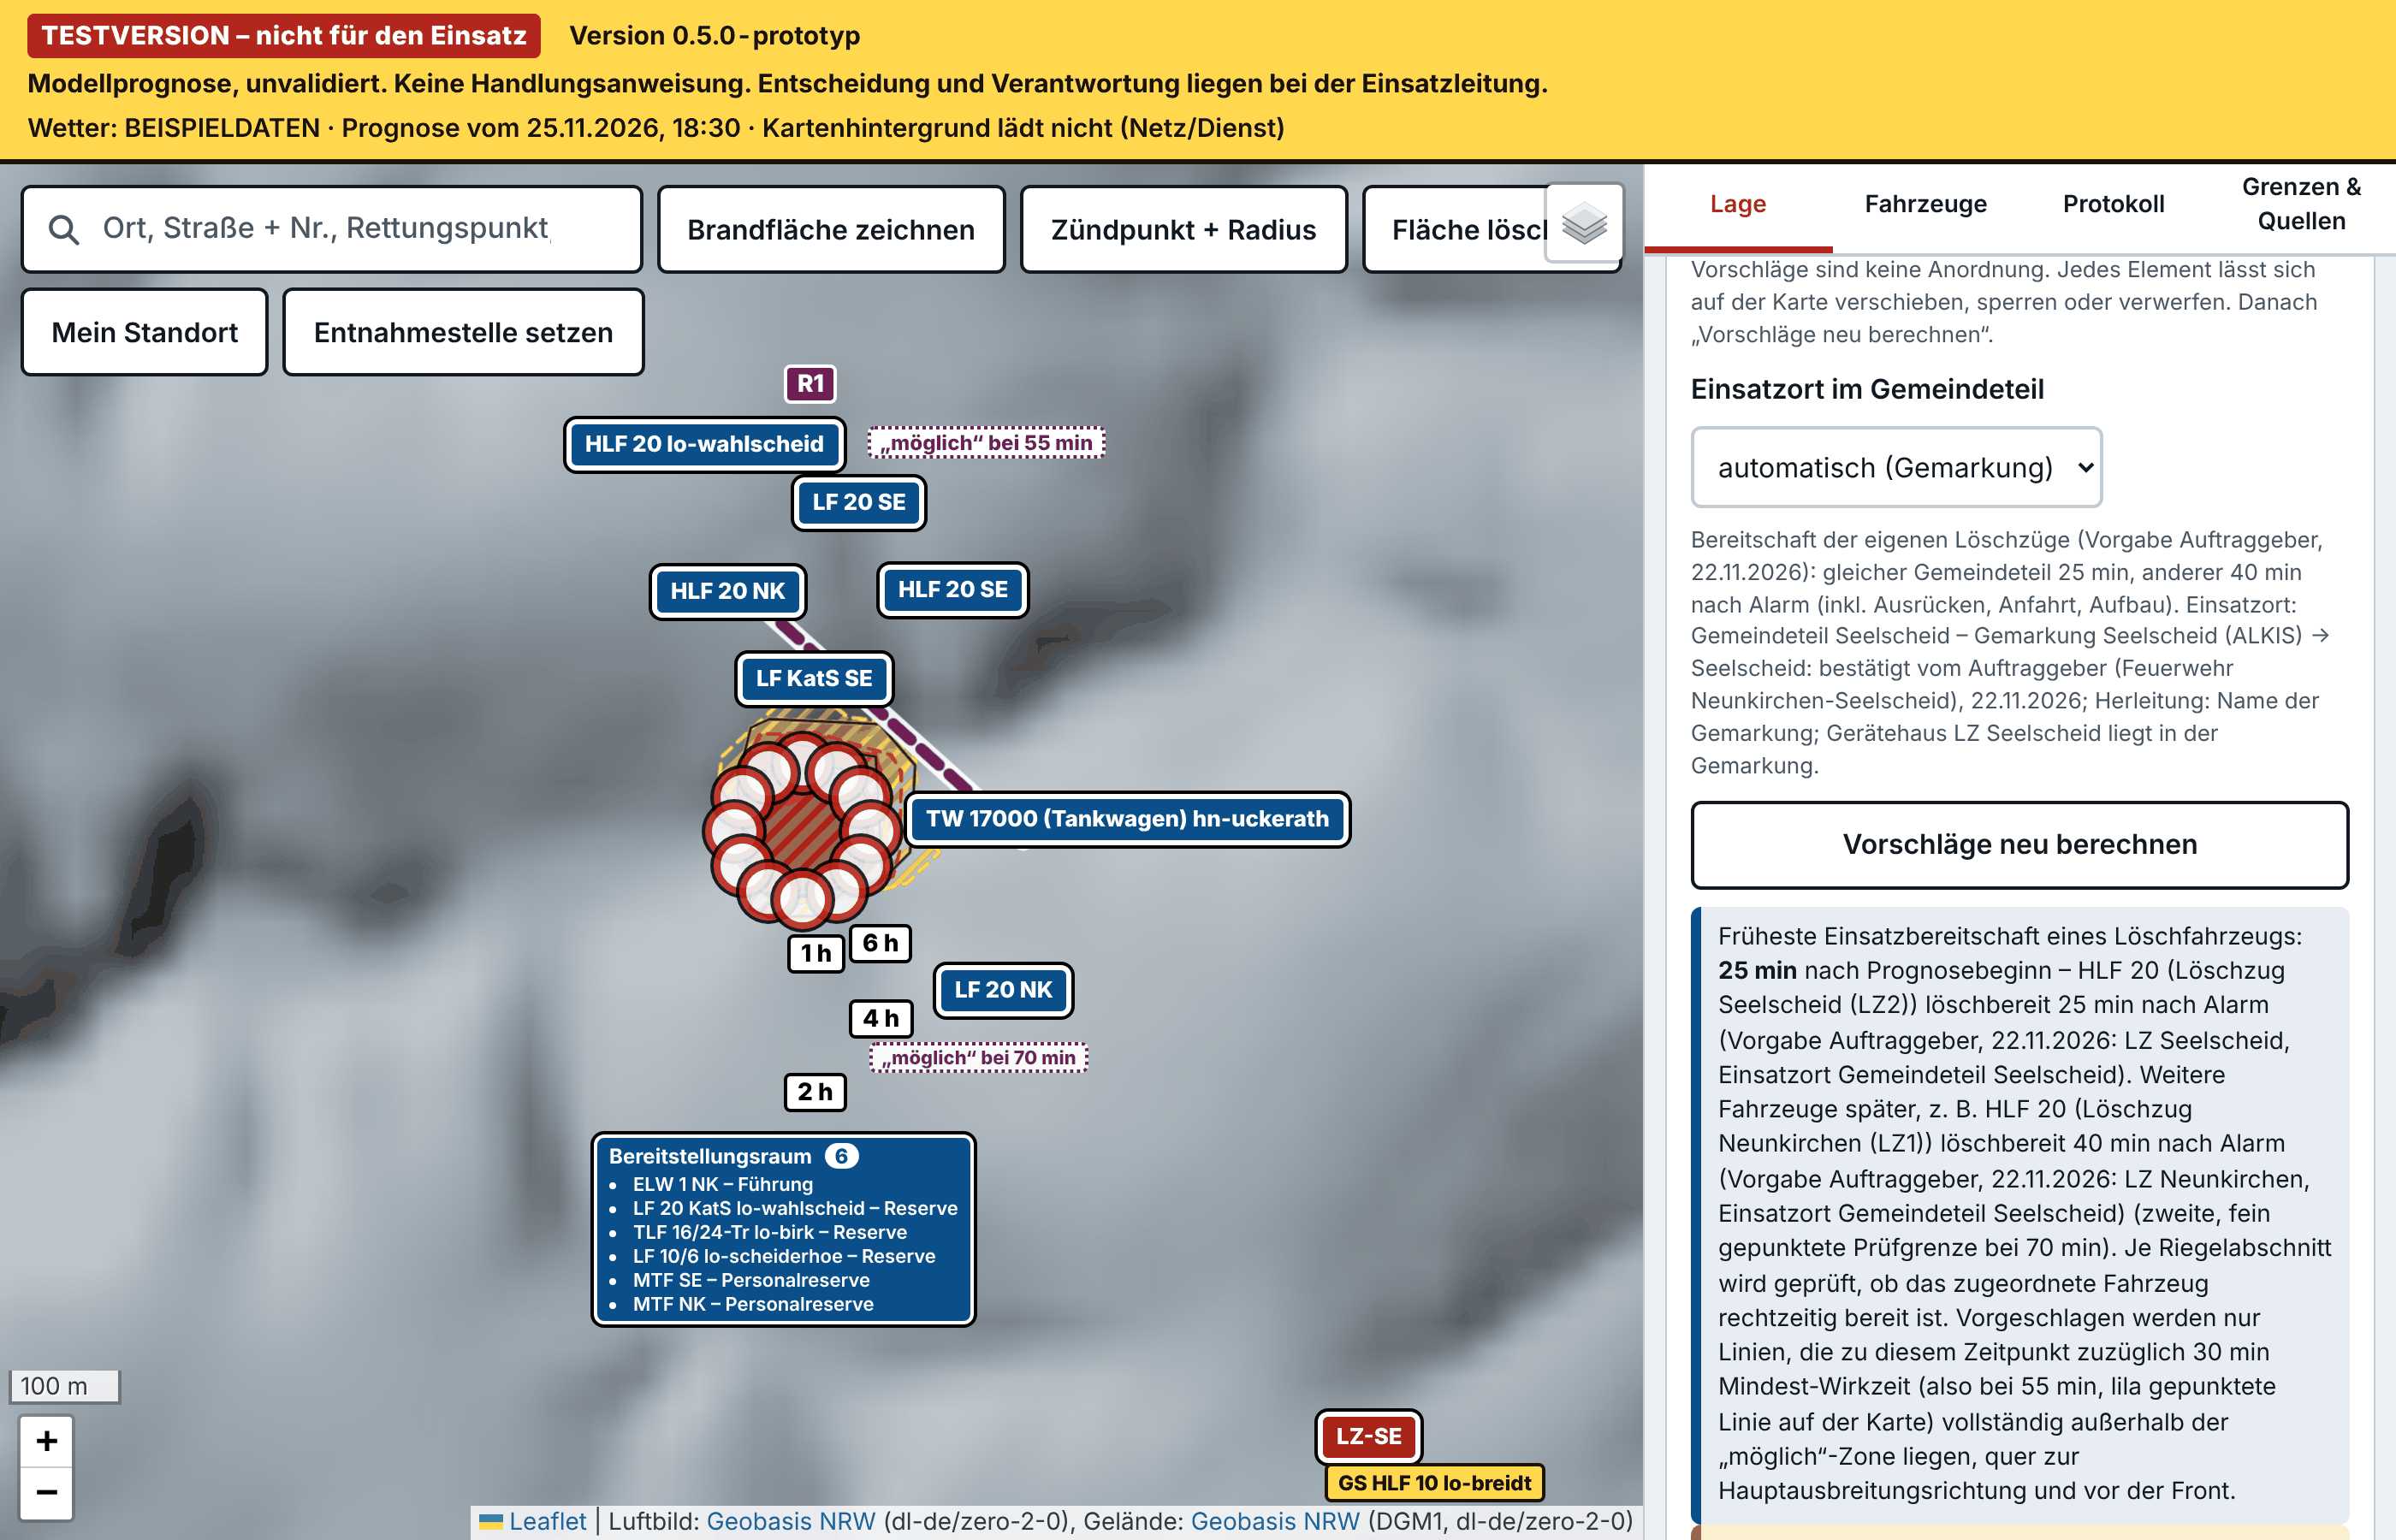 TESTVERSION – nicht für den Einsatz Version 0.5.0-prototyp
Modellprognose, unvalidiert. Keine Handlungsanweisung. Entscheidung und Verantwortung liegen bei der Einsatzleitung.
Wetter: BEISPIELDATEN · Prognose vom 25.11.2026, 18:30 · Kartenhintergrund lädt nicht (Netz/Dienst)
Ort, Straße + Nr., Rettungspunkt,
Brandfläche zeichnen
Zündpunkt + Radius
Fläche lösch
Mein Standort
Entnahmestelle setzen
R1
HLF 20 lo-wahlscheid
„möglich“ bei 55 min
LF 20 SE
HLF 20 NK
HLF 20 SE
LF KatS SE
TW 17000 (Tankwagen) hn-uckerath
1 h
6 h
LF 20 NK
4 h
„möglich“ bei 70 min
2 h
Bereitstellungsraum 6
• ELW 1 NK – Führung
• LF 20 KatS lo-wahlscheid – Reserve
• TLF 16/24-Tr lo-birk – Reserve
• LF 10/6 lo-scheiderhoe – Reserve
• MTF SE – Personalreserve
• MTF NK – Personalreserve
100 m
+
−
LZ-SE
GS HLF 10 lo-breidt
Leaflet | Luftbild: Geobasis NRW (dl-de/zero-2-0), Gelände: Geobasis NRW (DGM1, dl-de/zero-2-0)
Lage
Fahrzeuge
Protokoll
Grenzen &
Quellen
Vorschläge sind keine Anordnung. Jedes Element lässt sich
auf der Karte verschieben, sperren oder verwerfen. Danach
„Vorschläge neu berechnen“.
Einsatzort im Gemeindeteil
automatisch (Gemarkung)
Bereitschaft der eigenen Löschzüge (Vorgabe Auftraggeber,
22.11.2026): gleicher Gemeindeteil 25 min, anderer 40 min
nach Alarm (inkl. Ausrücken, Anfahrt, Aufbau). Einsatzort:
Gemeindeteil Seelscheid – Gemarkung Seelscheid (ALKIS) →
Seelscheid: bestätigt vom Auftraggeber (Feuerwehr
Neunkirchen-Seelscheid), 22.11.2026; Herleitung: Name der
Gemarkung; Gerätehaus LZ Seelscheid liegt in der
Gemarkung.
Vorschläge neu berechnen
Früheste Einsatzbereitschaft eines Löschfahrzeugs:
25 min nach Prognosebeginn – HLF 20 (Löschzug
Seelscheid (LZ2)) löschbereit 25 min nach Alarm
(Vorgabe Auftraggeber, 22.11.2026: LZ Seelscheid,
Einsatzort Gemeindeteil Seelscheid). Weitere
Fahrzeuge später, z. B. HLF 20 (Löschzug
Neunkirchen (LZ1)) löschbereit 40 min nach Alarm
(Vorgabe Auftraggeber, 22.11.2026: LZ Neunkirchen,
Einsatzort Gemeindeteil Seelscheid) (zweite, fein
gepunktete Prüfgrenze bei 70 min). Je Riegelabschnitt
wird geprüft, ob das zugeordnete Fahrzeug
rechtzeitig bereit ist. Vorgeschlagen werden nur
Linien, die zu diesem Zeitpunkt zuzüglich 30 min
Mindest-Wirkzeit (also bei 55 min, lila gepunktete
Linie auf der Karte) vollständig außerhalb der
„möglich“-Zone liegen, quer zur
Hauptausbreitungsrichtung und vor der Front.